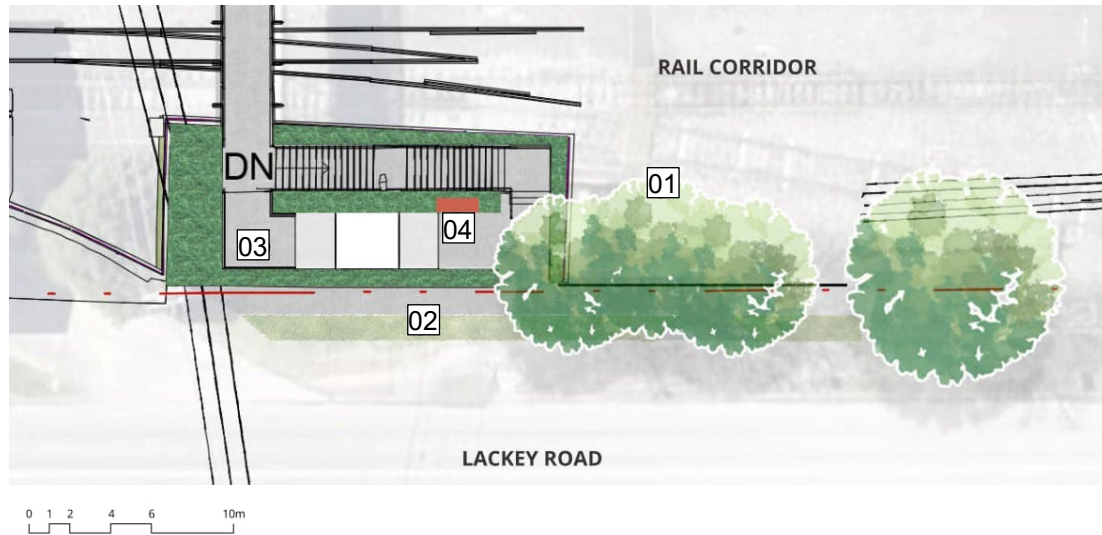 RAIL CORRIDOR
01
DN
04
03
02
LACKEY ROAD
0 1 2 4 6 10m